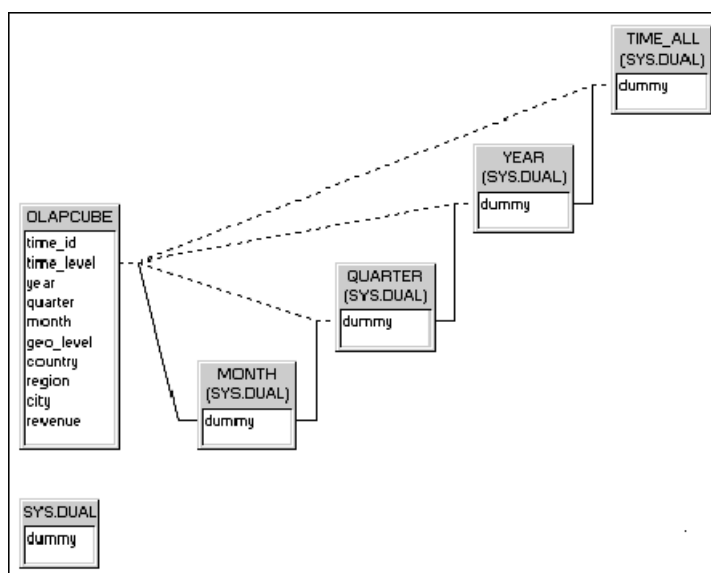 TIME_ALL
(SYS.DUAL)
dummy
YEAR
(SYS.DUAL)
dummy
OLAPCUBE
time_id
time_level
year
quarter
month
geo_level
country
region
city
revenue
QUARTER
(SYS.DUAL)
dummy
MONTH
(SYS.DUAL)
dummy
SYS.DUAL
dummy